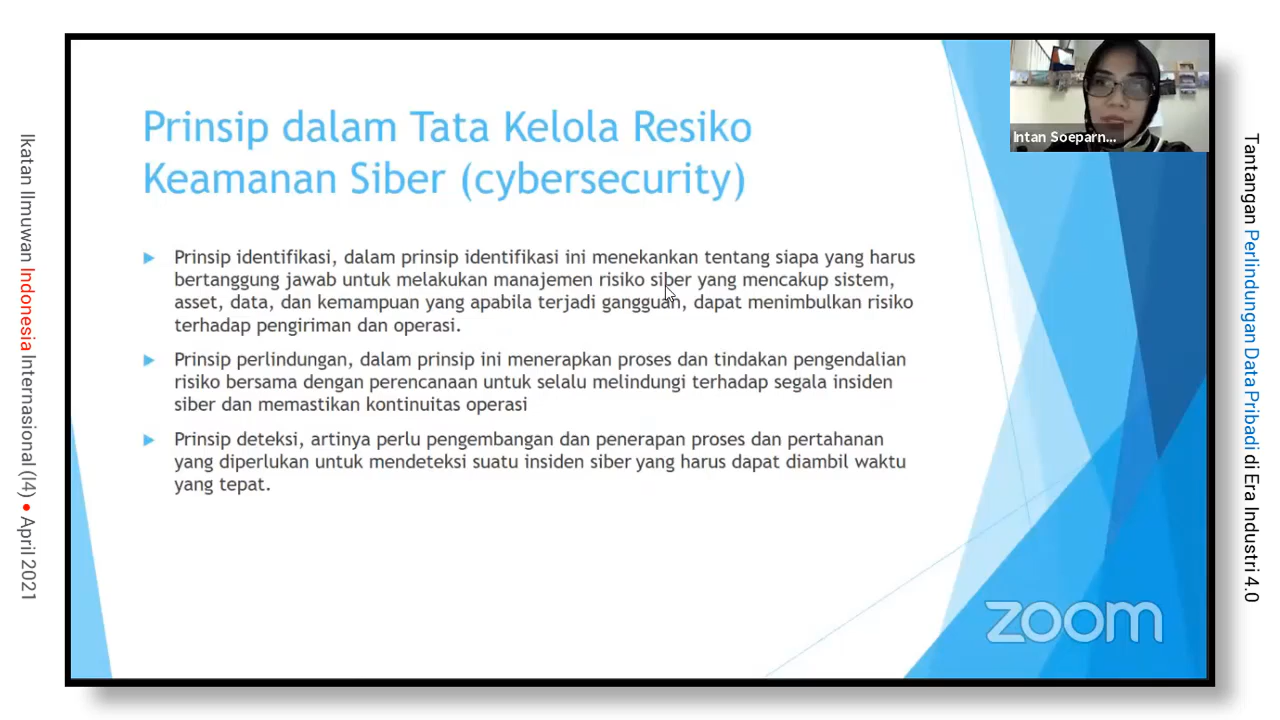 Prinsip dalam Tata Kelola Resiko
Keamanan Siber (cybersecurity)
Prinsip identifikasi, dalam prinsip identifikasi ini menekankan tentang siapa yang harus
bertanggung jawab untuk melakukan manajemen risiko siber yang mencakup sistem,
asset, data, dan kemampuan yang apabila terjadi gangguan, dapat menimbulkan risiko
terhadap pengiriman dan operasi.
Prinsip perlindungan, dalam prinsip ini menerapkan proses dan tindakan pengendalian
risiko bersama dengan perencanaan untuk selalu melindungi terhadap segala insiden
siber dan memastikan kontinuitas operasi
Prinsip deteksi, artinya perlu pengembangan dan penerapan proses dan pertahanan
yang diperlukan untuk mendeteksi suatu insiden siber yang harus dapat diambil waktu
yang tepat.
Intan Soeparn...
zoom
Ikatan Ilmuwan Indonesia Internasional (I4) • April 2021
Tantangan Perlindungan Data Pribadi di Era Industri 4.0